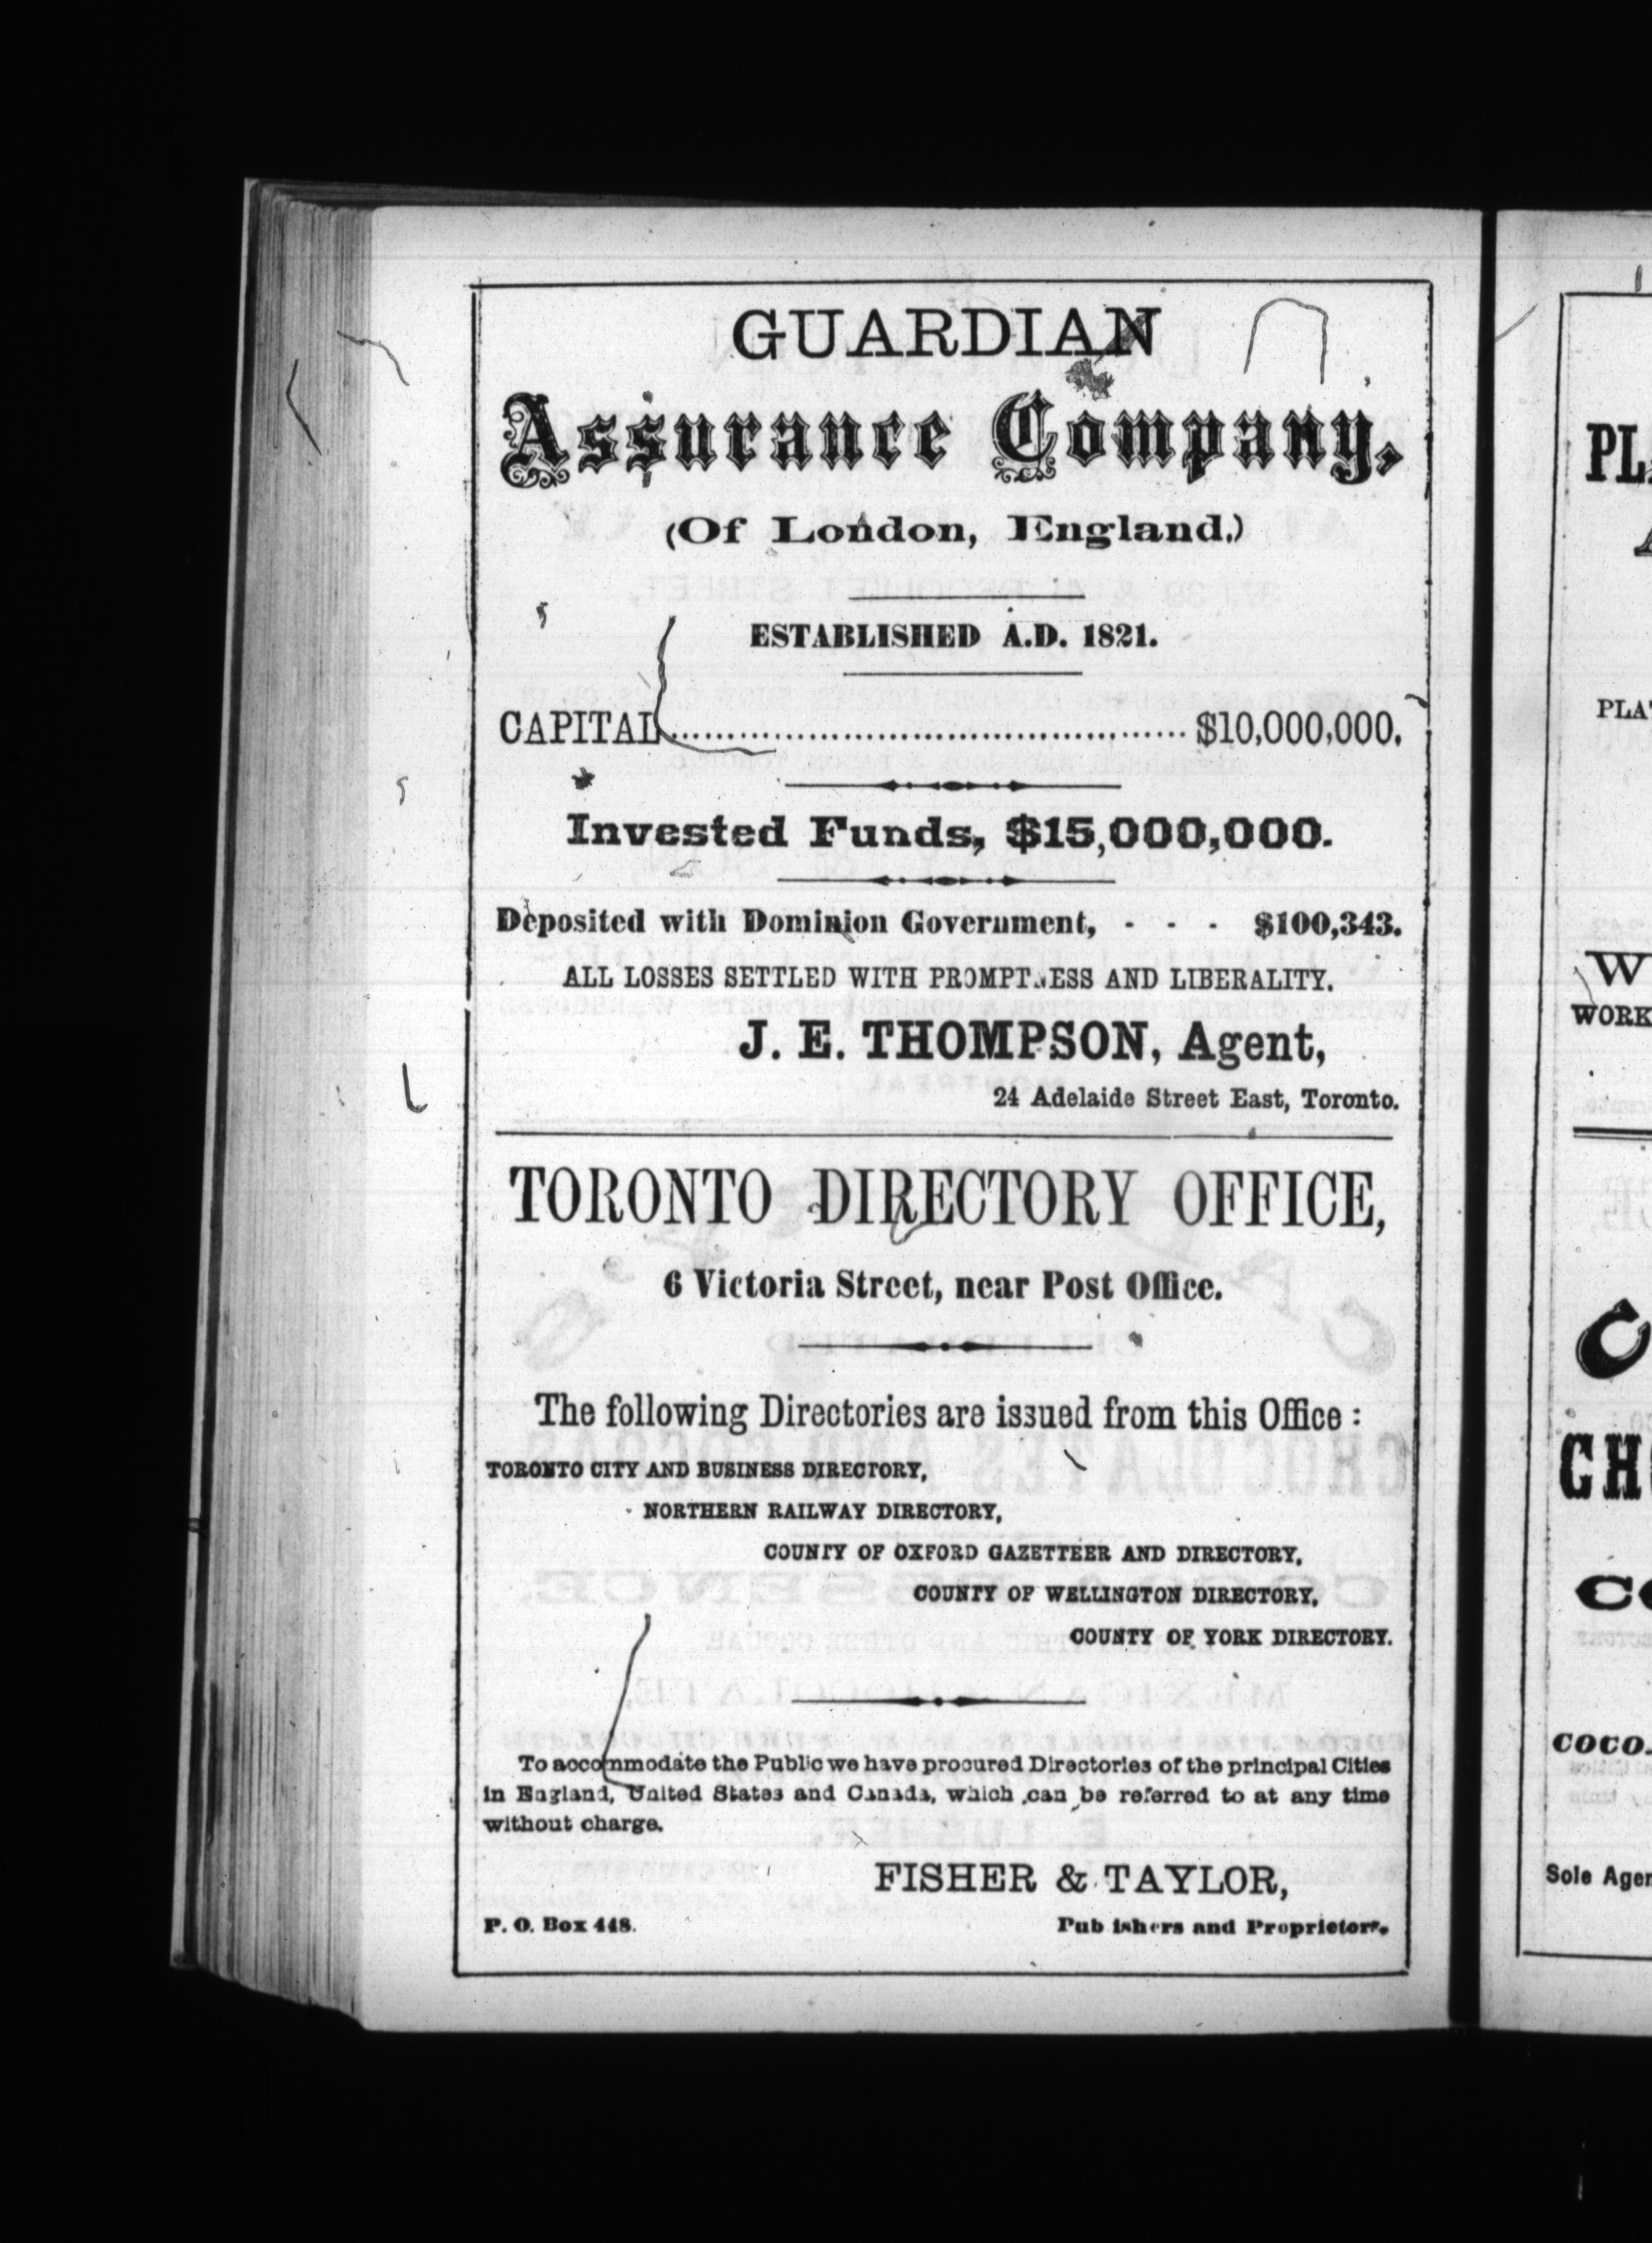 GUARDIAN
Assurance Company,
(Of London, England.)
ESTABLISHED A.D. 1821.
CAPITAL................................................$10,000,000.
Invested Funds, $15,000,000.
Deposited with Dominion Government, - - - $100,343.
ALL LOSSES SETTLED WITH PROMPTNESS AND LIBERALITY.
J. E. THOMPSON, Agent,
24 Adelaide Street East, Toronto.
TORONTO DIRECTORY OFFICE,
6 Victoria Street, near Post Office.
The following Directories are issued from this Office :
TORONTO CITY AND BUSINESS DIRECTORY,
NORTHERN RAILWAY DIRECTORY,
COUNTY OF OXFORD GAZETTEER AND DIRECTORY,
COUNTY OF WELLINGTON DIRECTORY,
COUNTY OF YORK DIRECTORY.
To accommodate the Public we have procured Directories of the principal Cities
in England, United States and Canada, which can be referred to at any time
without charge.
FISHER & TAYLOR,
P. O. Box 448. Publishers and Proprietors.
PLA
PLAT
W
WORK
C
CHO
CO
COCO
Sole Agen